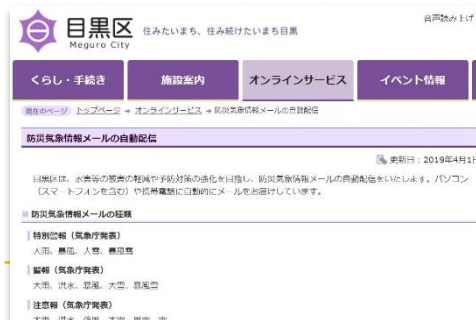 音声読み上げ
目黒区 住みたいまち、住み続けたいまち目黒
Meguro City
くらし・手続き 施設案内 オンラインサービス イベント情報
現在のページ トップページ → オンラインサービス → 防災気象情報メールの自動配信
防災気象情報メールの自動配信
更新日：2019年4月1日
目黒区は、水害等の被害の軽減や予防対策の強化を目指し、防災気象情報メールの自動配信をいたします。パソコン
（スマートフォンを含む）や携帯電話に自動的にメールをお届けしています。
防災気象情報メールの種類
特別警報（気象庁発表）
大雨、暴風、大雪、暴風雪
警報（気象庁発表）
大雨、洪水、暴風、大雪、暴風雪
注意報（気象庁発表）